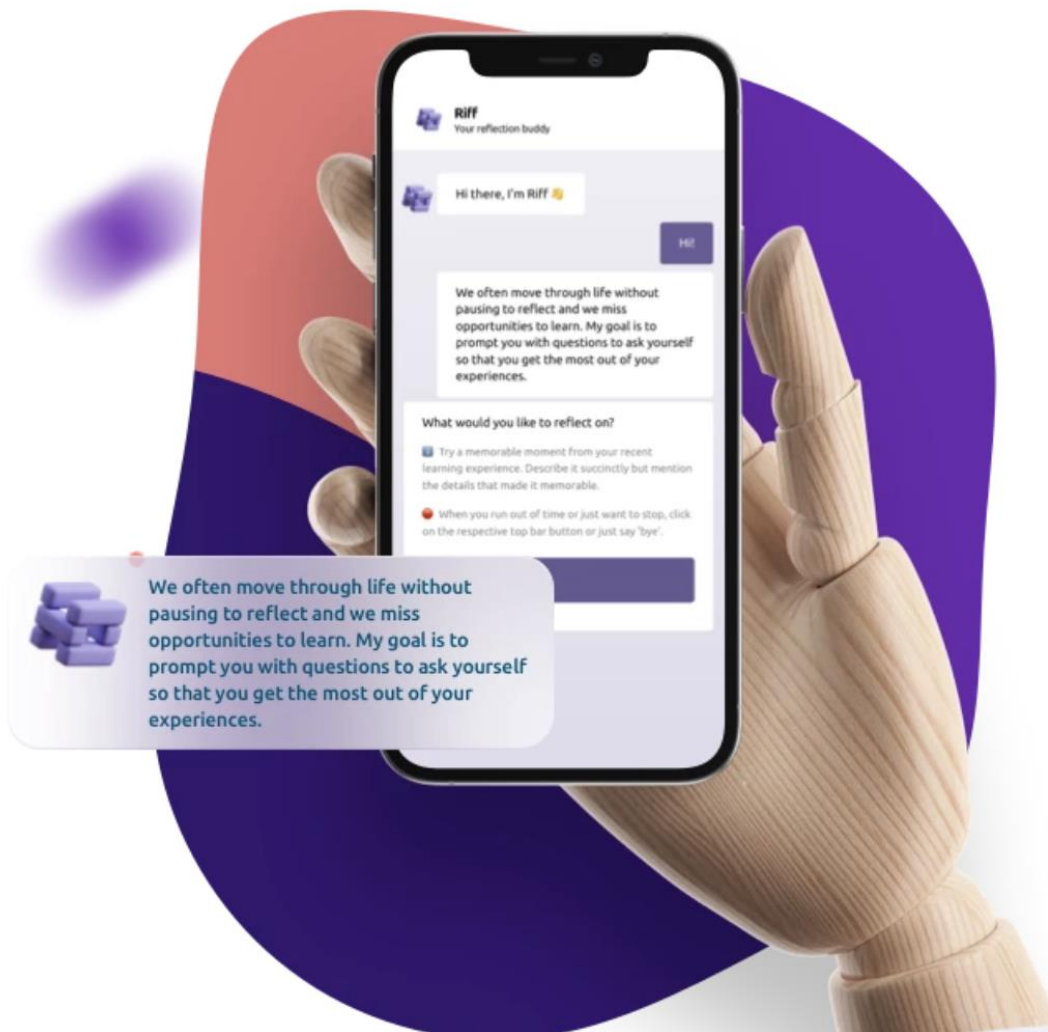 Riff
Your reflection buddy
Hi there, I'm Riff 👋
Hi!
We often move through life without
pausing to reflect and we miss
opportunities to learn. My goal is to
prompt you with questions to ask yourself
so that you get the most out of your
experiences.
What would you like to reflect on?
Try a memorable moment from your recent
learning experience. Describe it succinctly but mention
the details that made it memorable.
When you run out of time or just want to stop, click
on the respective top bar button or just say 'bye'.
We often move through life without
pausing to reflect and we miss
opportunities to learn. My goal is to
prompt you with questions to ask yourself
so that you get the most out of your
experiences.